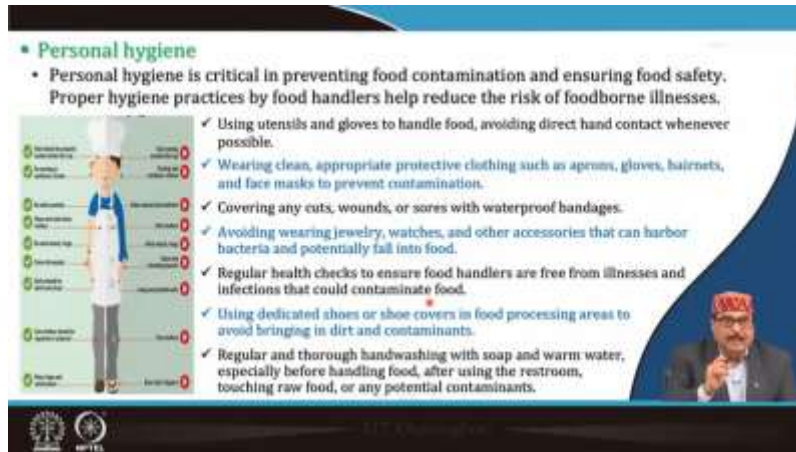 • Personal hygiene
• Personal hygiene is critical in preventing food contamination and ensuring food safety.
Proper hygiene practices by food handlers help reduce the risk of foodborne illnesses.
✓ Using utensils and gloves to handle food, avoiding direct hand contact whenever
possible.
✓ Wearing clean, appropriate protective clothing such as aprons, gloves, hairnets,
and face masks to prevent contamination.
✓ Covering any cuts, wounds, or sores with waterproof bandages.
✓ Avoiding wearing jewelry, watches, and other accessories that can harbor
bacteria and potentially fall into food.
✓ Regular health checks to ensure food handlers are free from illnesses and
infections that could contaminate food.
✓ Using dedicated shoes or shoe covers in food processing areas to
avoid bringing in dirt and contaminants.
✓ Regular and thorough handwashing with soap and warm water,
especially before handling food, after using the restroom,
touching raw food, or any potential contaminants.
NPTEL